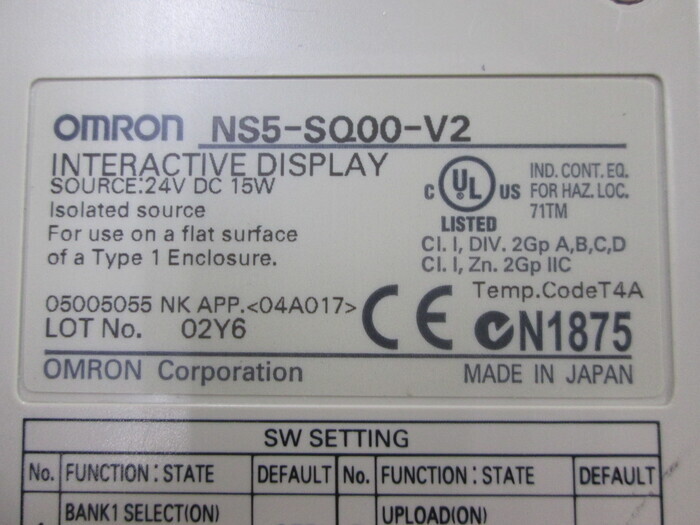 OMRON NS5-SQ00-V2
INTERACTIVE DISPLAY
SOURCE:24V DC 15W
Isolated source
For use on a flat surface
of a Type 1 Enclosure.
C UL US
LISTED
IND. CONT. EQ.
FOR HAZ. LOC.
71TM
Cl. I, DIV. 2Gp A,B,C,D
Cl. I, Zn. 2Gp IIC
Temp.CodeT4A
05005055 NK APP.<04A017>
LOT No. 02Y6
CE N1875
OMRON Corporation MADE IN JAPAN
SW SETTING
No. FUNCTION : STATE DEFAULT No. FUNCTION : STATE DEFAULT
BANK1 SELECT(ON) UPLOAD(ON)